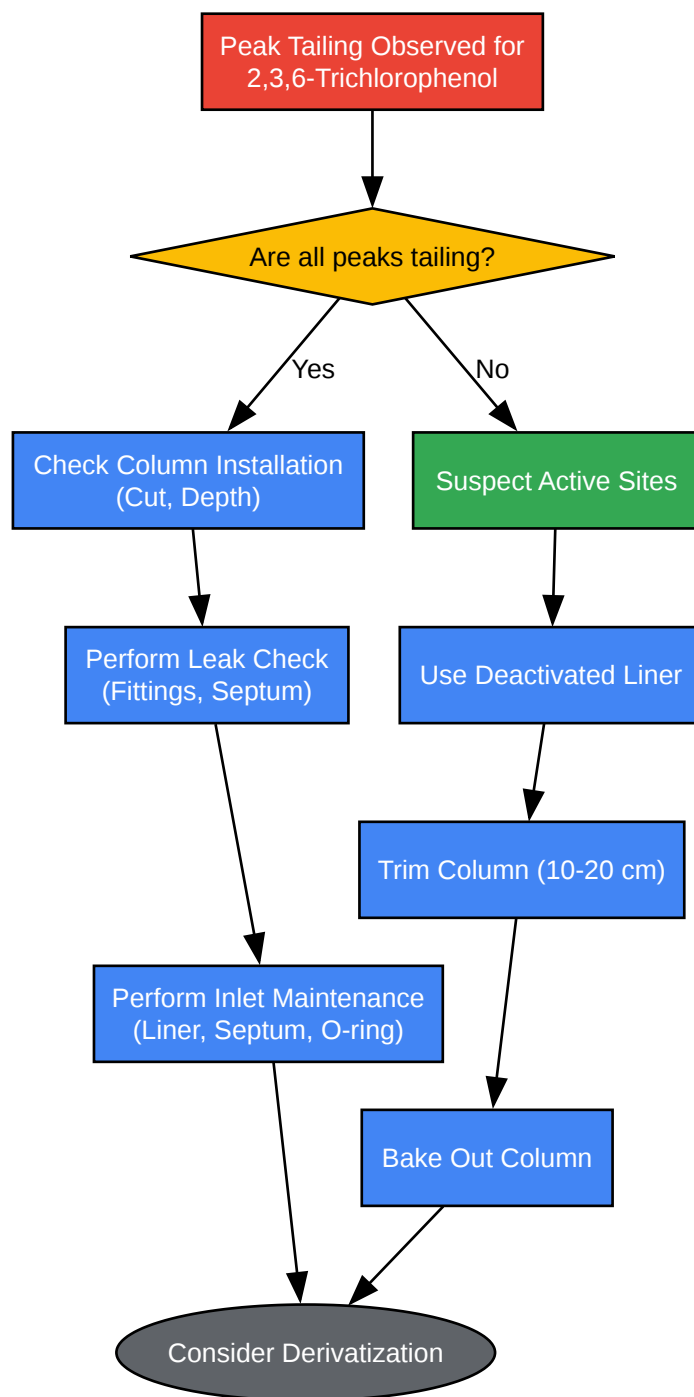 Peak Tailing Observed for
2,3,6-Trichlorophenol
Are all peaks tailing?
Yes
No
Check Column Installation
(Cut, Depth)
Suspect Active Sites
Perform Leak Check
(Fittings, Septum)
Use Deactivated Liner
Trim Column (10-20 cm)
Perform Inlet Maintenance
(Liner, Septum, O-ring)
Bake Out Column
Consider Derivatization